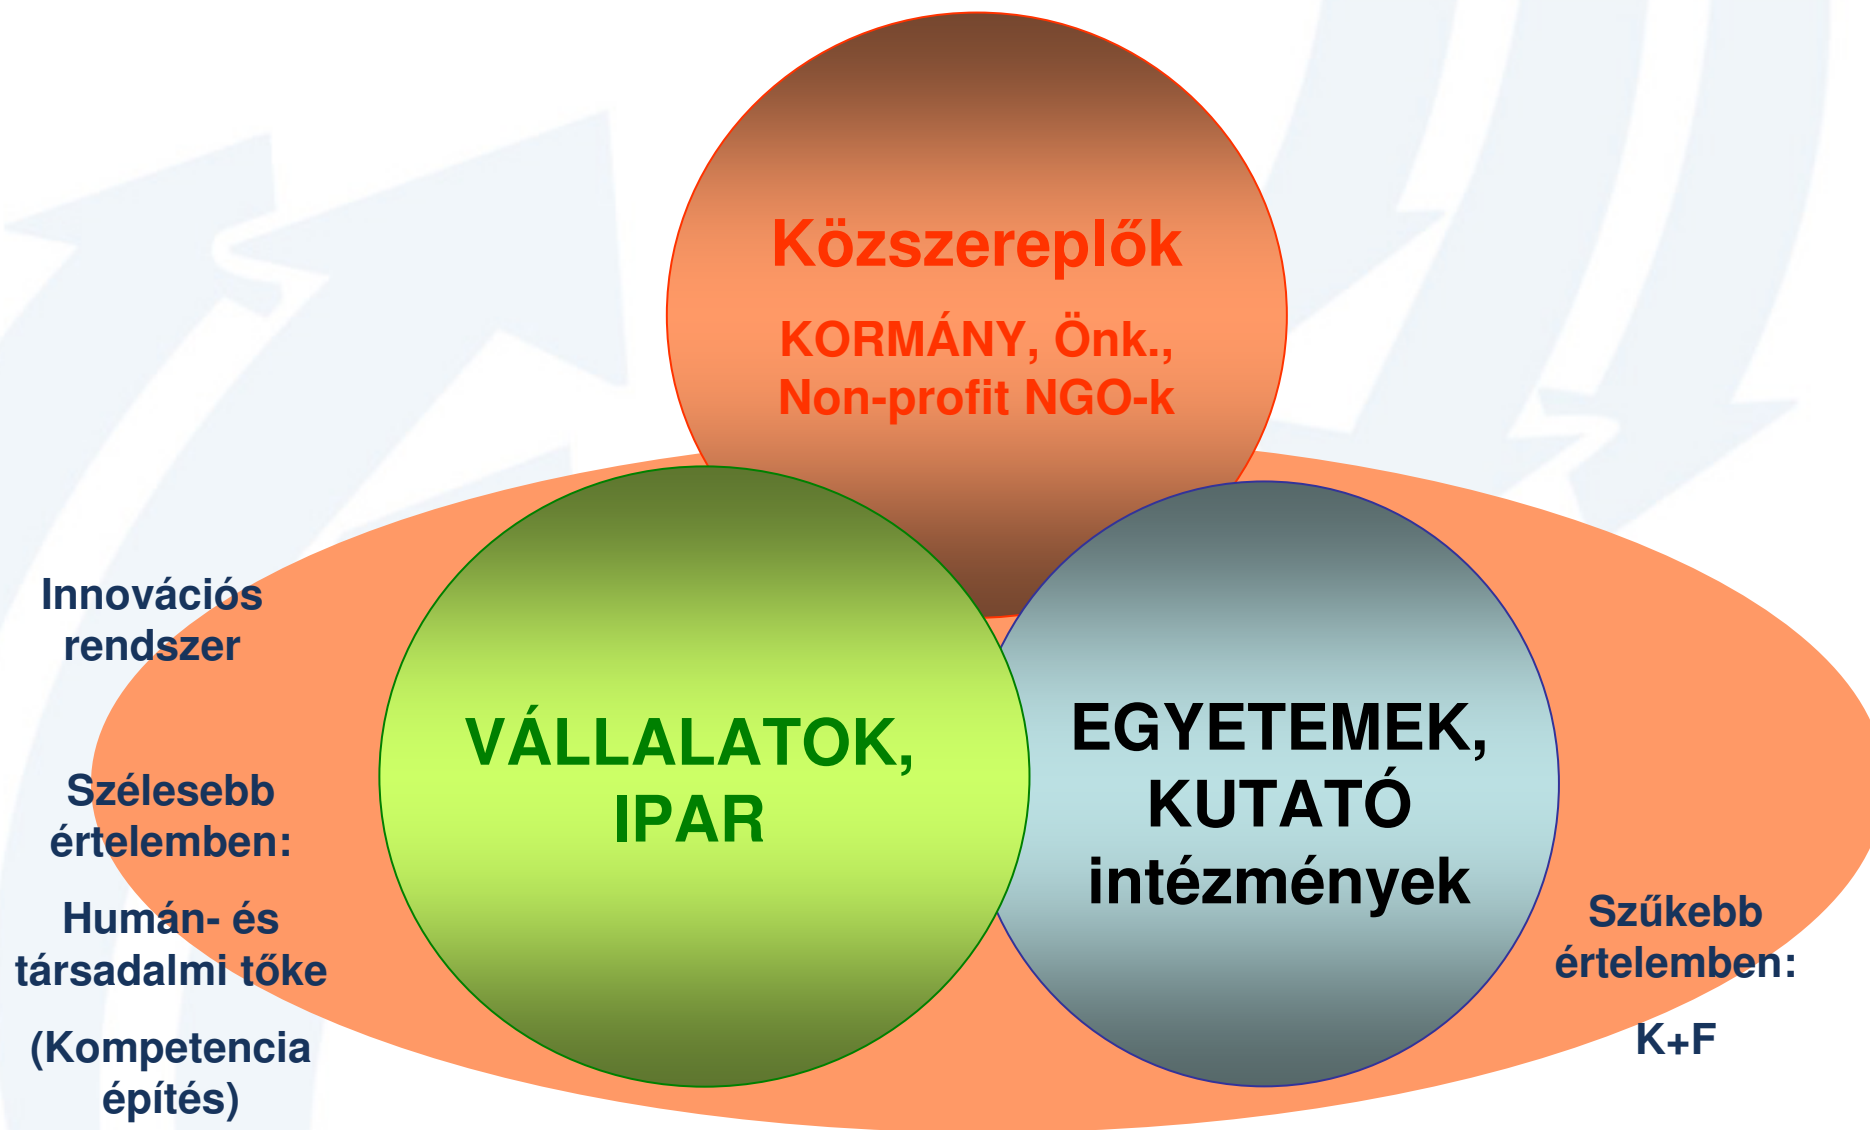 Közszereplők
KORMÁNY, Önk.,
Non-profit NGO-k
Innovációs
rendszer
Szélesebb
értelemben:
Humán- és
társadalmi tőke
(Kompetencia
építés)
VÁLLALATOK,
IPAR
EGYETEMEK,
KUTATÓ
intézmények
Szűkebb
értelemben:
K+F